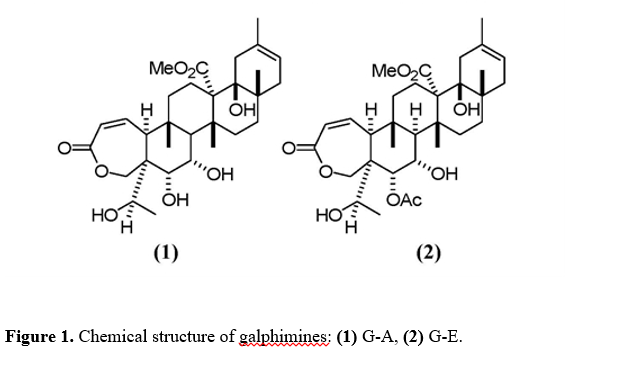 MeO₂C MeO₂C
H OH H H OH
O O
O OH O OH
OH OAc
HO HO
H H
(1) (2)
Figure 1. Chemical structure of galphimines: (1) G-A, (2) G-E.